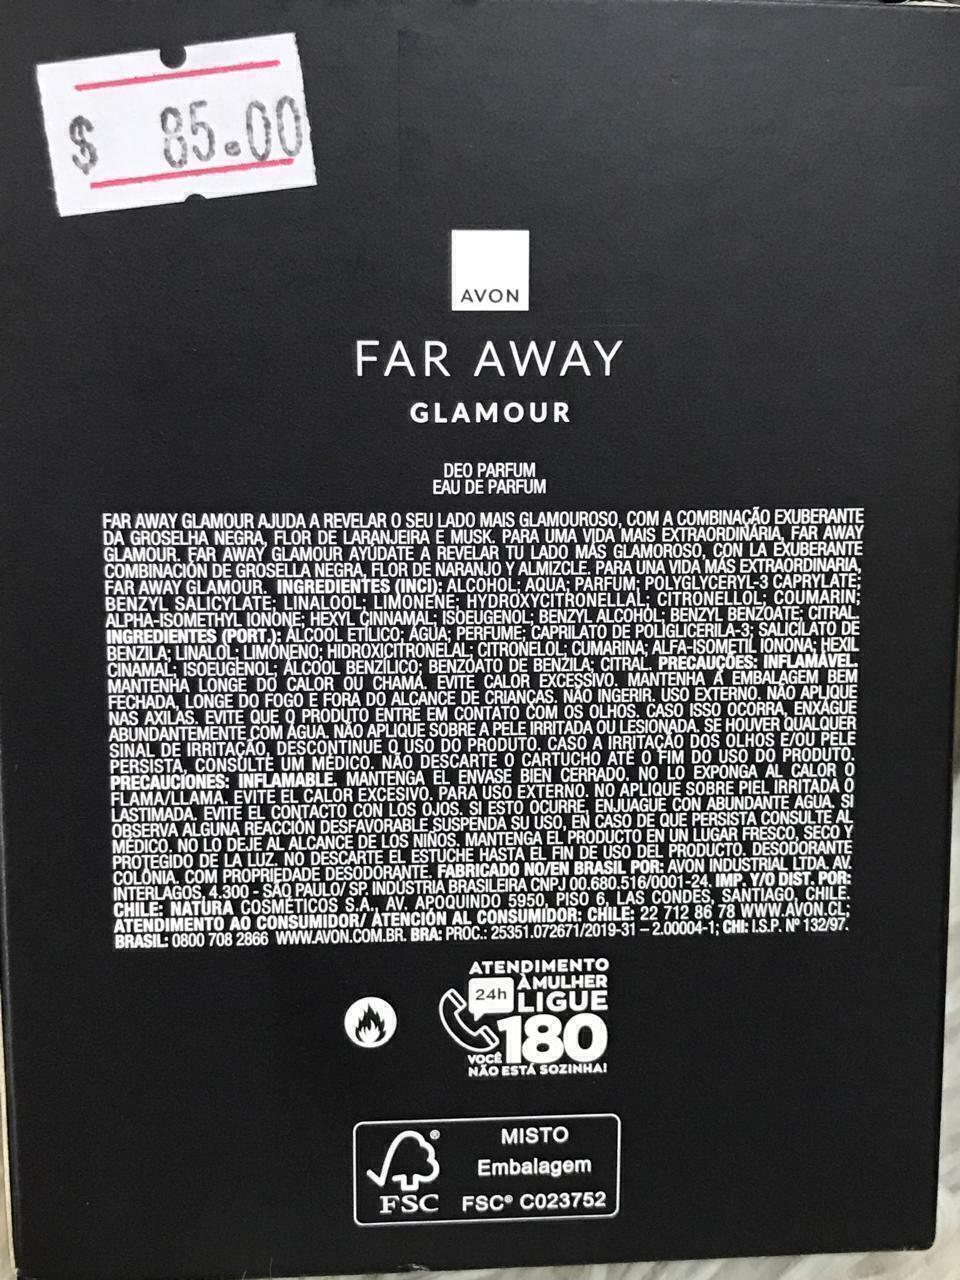 $ 85.00
AVON
FAR AWAY
GLAMOUR
DEO PARFUM
EAU DE PARFUM
FAR AWAY GLAMOUR AJUDA A REVELAR O SEU LADO MAIS GLAMOUROSO, COM A COMBINAÇÃO EXUBERANTE
DA GROSELHA NEGRA, FLOR DE LARANJEIRA E MUSK. PARA UMA VIDA MAIS EXTRAORDINÁRIA, FAR AWAY
GLAMOUR. FAR AWAY GLAMOUR AYÚDATE A REVELAR TU LADO MÁS GLAMOROSO, CON LA EXUBERANTE
COMBINACIÓN DE GROSELLA NEGRA, FLOR DE NARANJO Y ALMIZCLE. PARA UNA VIDA MÁS EXTRAORDINARIA,
FAR AWAY GLAMOUR. INGREDIENTES (INCI): ALCOHOL; AQUA; PARFUM; POLYGLYCERYL-3 CAPRYLATE;
BENZYL SALICYLATE; LINALOOL; LIMONENE; HYDROXYCITRONELLAL; CITRONELLOL; COUMARIN;
ALPHA-ISOMETHYL IONONE; HEXYL CINNAMAL; ISOEUGENOL; BENZYL ALCOHOL; BENZYL BENZOATE; CITRAL.
INGREDIENTES (PORT.): ÁLCOOL ETÍLICO; ÁGUA; PERFUME; CAPRILATO DE POLIGLICERILA-3; SALICILATO DE
BENZILA; LINALOL; LIMONENO; HIDROXICITRONELAL; CITRONELOL; CUMARINA; ALFA-ISOMETIL IONONA; HEXIL
CINAMAL; ISOEUGENOL; ÁLCOOL BENZÍLICO; BENZOATO DE BENZILA; CITRAL. PRECAUÇÕES: INFLAMÁVEL.
MANTENHA LONGE DO CALOR OU CHAMA. EVITE CALOR EXCESSIVO. MANTENHA A EMBALAGEM BEM
FECHADA, LONGE DO FOGO E FORA DO ALCANCE DE CRIANÇAS. NÃO INGERIR. USO EXTERNO. NÃO APLIQUE
NAS AXILAS. EVITE QUE O PRODUTO ENTRE EM CONTATO COM OS OLHOS. CASO ISSO OCORRA, ENXÁGUE
ABUNDANTEMENTE COM ÁGUA. NÃO APLIQUE SOBRE A PELE IRRITADA OU LESIONADA. SE HOUVER QUALQUER
SINAL DE IRRITAÇÃO, DESCONTINUE O USO DO PRODUTO. CASO A IRRITAÇÃO DOS OLHOS E/OU PELE
PERSISTA, CONSULTE UM MÉDICO. NÃO DESCARTE O CARTUCHO ATÉ O FIM DO USO DO PRODUTO.
PRECAUCIONES: INFLAMABLE. MANTENGA EL ENVASE BIEN CERRADO. NO LO EXPONGA AL CALOR O
FLAMA/LLAMA. EVITE EL CALOR EXCESIVO. PARA USO EXTERNO. NO APLIQUE SOBRE PIEL IRRITADA O
LASTIMADA. EVITE EL CONTACTO CON LOS OJOS. SI ESTO OCURRE, ENJUAGUE CON ABUNDANTE AGUA. SI
OBSERVA ALGUNA REACCIÓN DESFAVORABLE SUSPENDA SU USO, EN CASO DE QUE PERSISTA CONSULTE AL
MÉDICO. NO LO DEJE AL ALCANCE DE LOS NIÑOS. MANTENGA EL PRODUCTO EN UN LUGAR FRESCO, SECO Y
PROTEGIDO DE LA LUZ. NO DESCARTE EL ESTUCHE HASTA EL FIN DE USO DEL PRODUCTO. DESODORANTE
COLÔNIA. COM PROPRIEDADE DESODORANTE. FABRICADO NO/EN BRASIL POR: AVON INDUSTRIAL LTDA. AV.
INTERLAGOS, 4.300 - SÃO PAULO/ SP. INDÚSTRIA BRASILEIRA CNPJ 00.680.516/0001-24. IMP. Y/O DIST. POR:
CHILE: NATURA COSMÉTICOS S.A., AV. APOQUINDO 5950, PISO 6, LAS CONDES, SANTIAGO, CHILE.
ATENDIMENTO AO CONSUMIDOR/ ATENCIÓN AL CONSUMIDOR: CHILE: 22 712 86 78 WWW.AVON.CL;
BRASIL: 0800 708 2866 WWW.AVON.COM.BR. BRA: PROC.: 25351.072671/2019-31 – 2.00004-1; CHI: I.S.P. Nº 132/97.
ATENDIMENTO
À MULHER
24h LIGUE
180
VOCÊ
NÃO ESTÁ SOZINHA!
MISTO
Embalagem
FSC® C023752
®
FSC